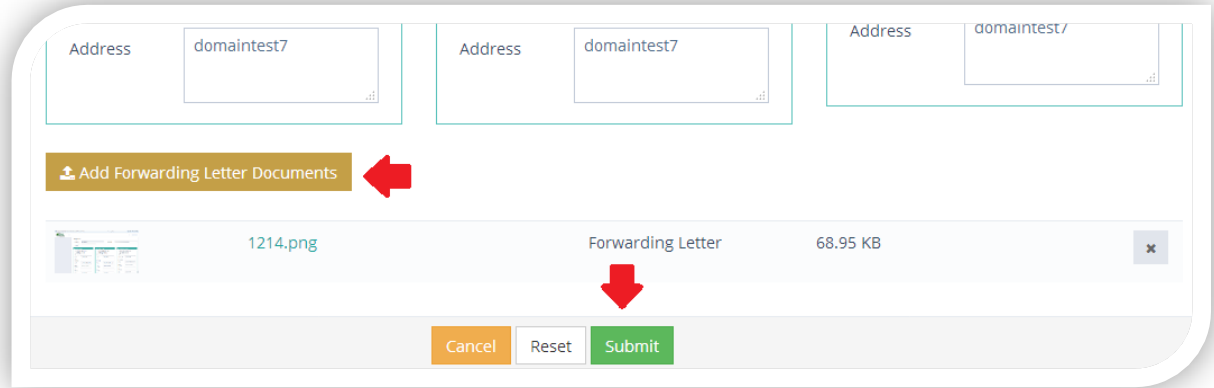 Address domaintest7
Address domaintest7
Address domaintest7
Add Forwarding Letter Documents
1214.png Forwarding Letter 68.95 KB
Cancel Reset Submit